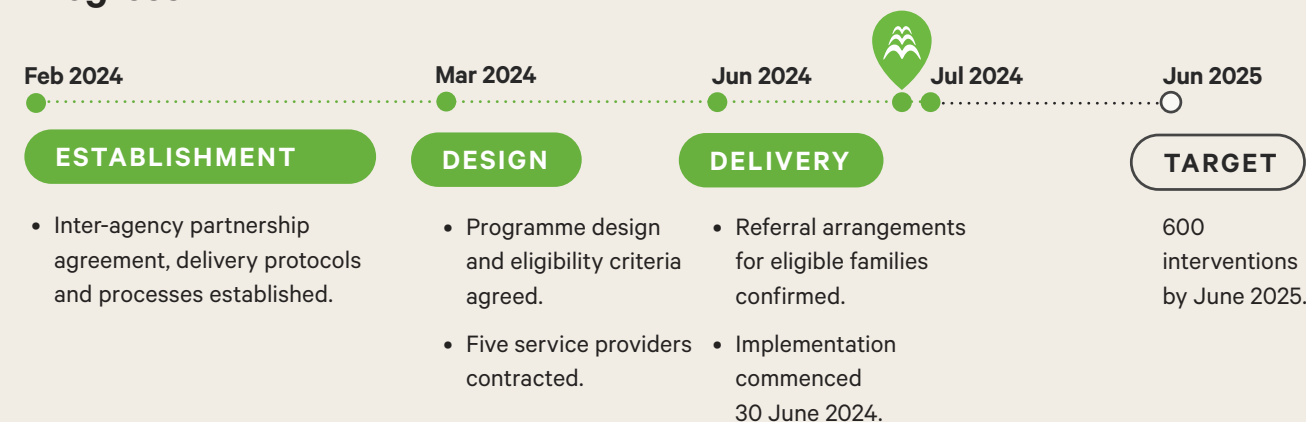 Feb 2024
Mar 2024
Jun 2024
Jul 2024
Jun 2025
ESTABLISHMENT
• Inter-agency partnership
agreement, delivery protocols
and processes established.
DESIGN
• Programme design
and eligibility criteria
agreed.
• Five service providers
contracted.
DELIVERY
• Referral arrangements
for eligible families
confirmed.
• Implementation
commenced
30 June 2024.
TARGET
600
interventions
by June 2025.